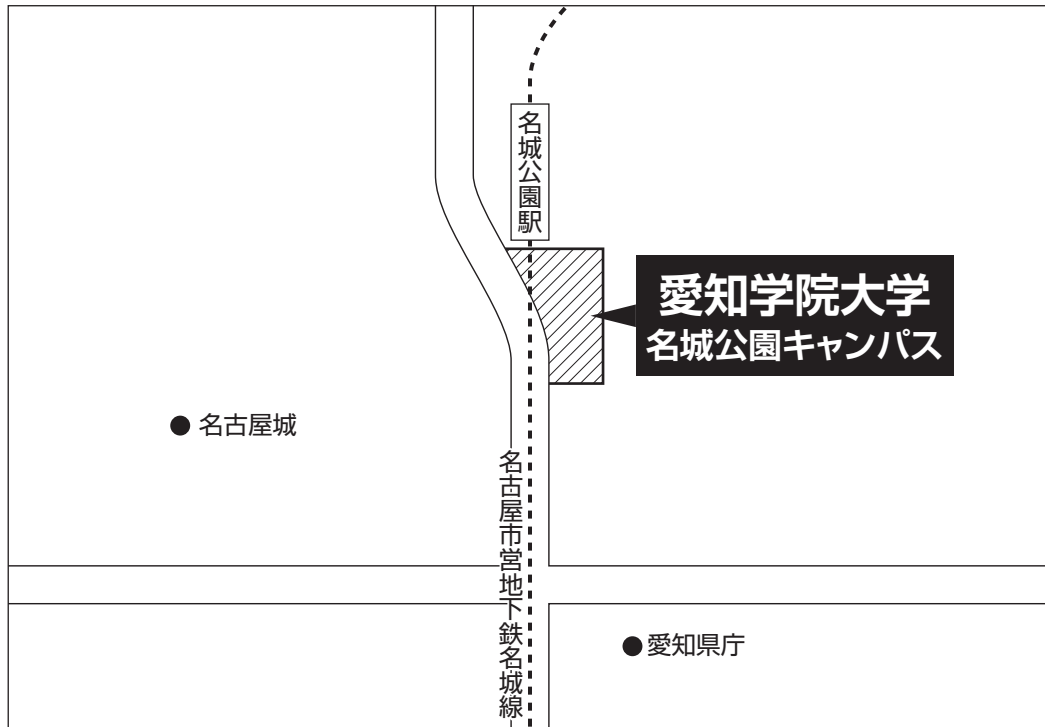 名城公園駅
愛知学院大学
名城公園キャンパス
名古屋城
名古屋市営地下鉄名城線
愛知県庁